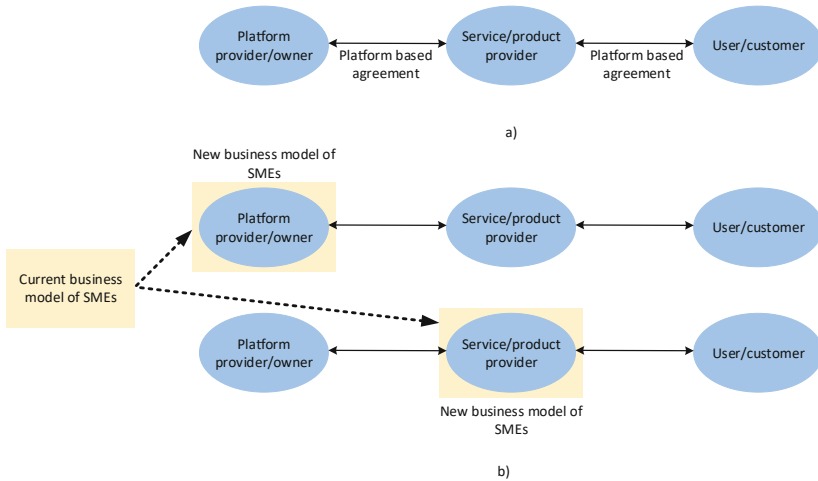 Platform
provider/owner
Service/product
provider
User/customer
Platform based
agreement
Platform based
agreement
a)
New business model of
SMEs
Platform
provider/owner
Service/product
provider
User/customer
Current business
model of SMEs
Platform
provider/owner
Service/product
provider
User/customer
New business model of
SMEs
b)